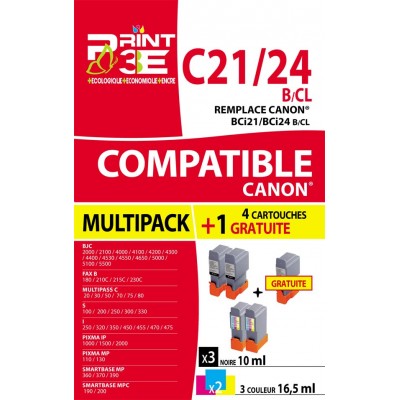 PRINT
3E
+ECOLOGIQUE+ECONOMIQUE+ENCRE
C21/24
B/CL
REMPLACE CANON®
BCi21/BCi24 B/CL
COMPATIBLE
CANON®
MULTIPACK
4 CARTOUCHES
+1 GRATUITE
BJC
2000 / 2100 / 4000 / 4100 / 4200 / 4300
/ 4400 / 4530 / 4550 / 4650 / 5000 /
5100 / 5500
FAX B
180 / 210C / 215C / 230C
MULTIPASS C
20 / 30 / 50 / 70 / 75 / 80
S
100 / 200 / 250 / 300 / 330
I
250 / 320 / 350 / 450 / 455 / 470 / 475
PIXMA IP
1000 / 1500 / 2000
PIXMA MP
110 / 130
SMARTBASE MP
360 / 370 / 390
SMARTBASE MPC
190 / 200
+
GRATUITE
x3 NOIRE 10 ml
x2 3 COULEUR 16,5 ml